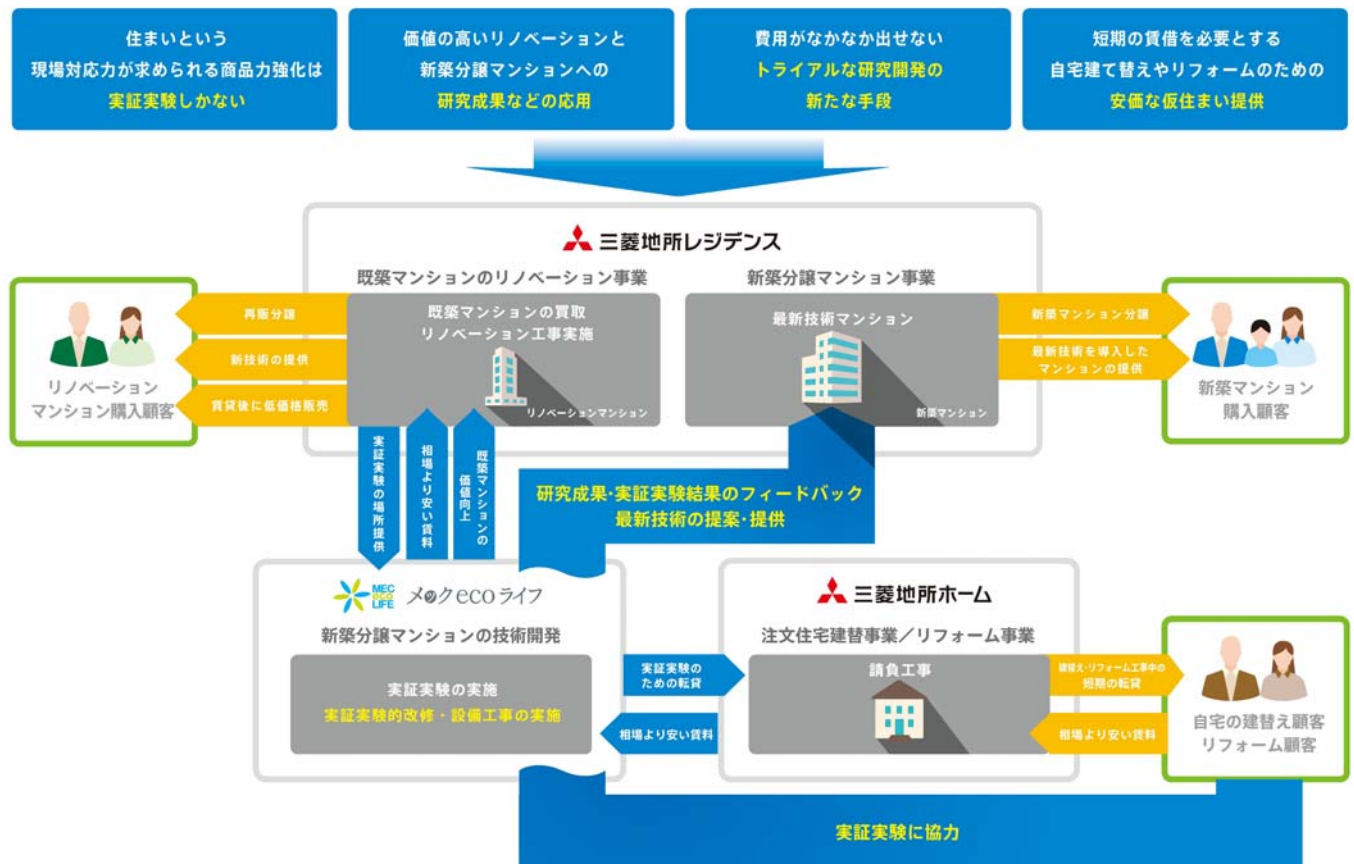 住まいという
現場対応力が求められる商品力強化は
実証実験しかない
価値の高いリノベーションと
新築分譲マンションへの
研究成果などの応用
費用がなかなか出せない
トライアルな研究開発の
新たな手段
短期の賃借を必要とする
自宅建て替えやリフォームのための
安価な仮住まい提供
三菱地所レジデンス
既築マンションのリノベーション事業
新築分譲マンション事業
既築マンションの買取
リノベーション工事実施
リノベーションマンション
最新技術マンション
新築マンション
再販分譲
新技術の提供
賃貸後に低価格販売
リノベーション
マンション購入顧客
新築マンション分譲
最新技術を導入した
マンションの提供
新築マンション
購入顧客
実証実験の場所提供
相場より安い賃料
既築マンションの
価値向上
研究成果・実証実験結果のフィードバック
最新技術の提案・提供
MEC
eco
LIFE
メックecoライフ
新築分譲マンションの技術開発
実証実験の実施
実証実験的改修・設備工事の実施
実証実験の
ための転貸
相場より安い賃料
三菱地所ホーム
注文住宅建替事業／リフォーム事業
請負工事
建替え・リフォーム工事中の
短期の転貸
相場より安い賃料
自宅の建替え顧客
リフォーム顧客
実証実験に協力